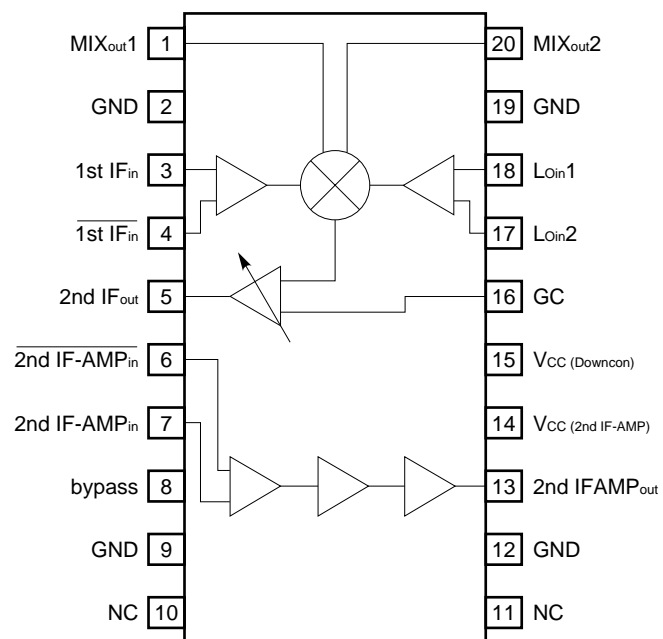 MIXout1 1 20 MIXout2
GND 2 19 GND
1st IFin 3 18 LOin1
1st IFin 4 17 LOin2
2nd IFout 5 16 GC
2nd IF-AMPin 6 15 VCC (Downcon)
2nd IF-AMPin 7 14 VCC (2nd IF-AMP)
bypass 8 13 2nd IFAMPout
GND 9 12 GND
NC 10 11 NC